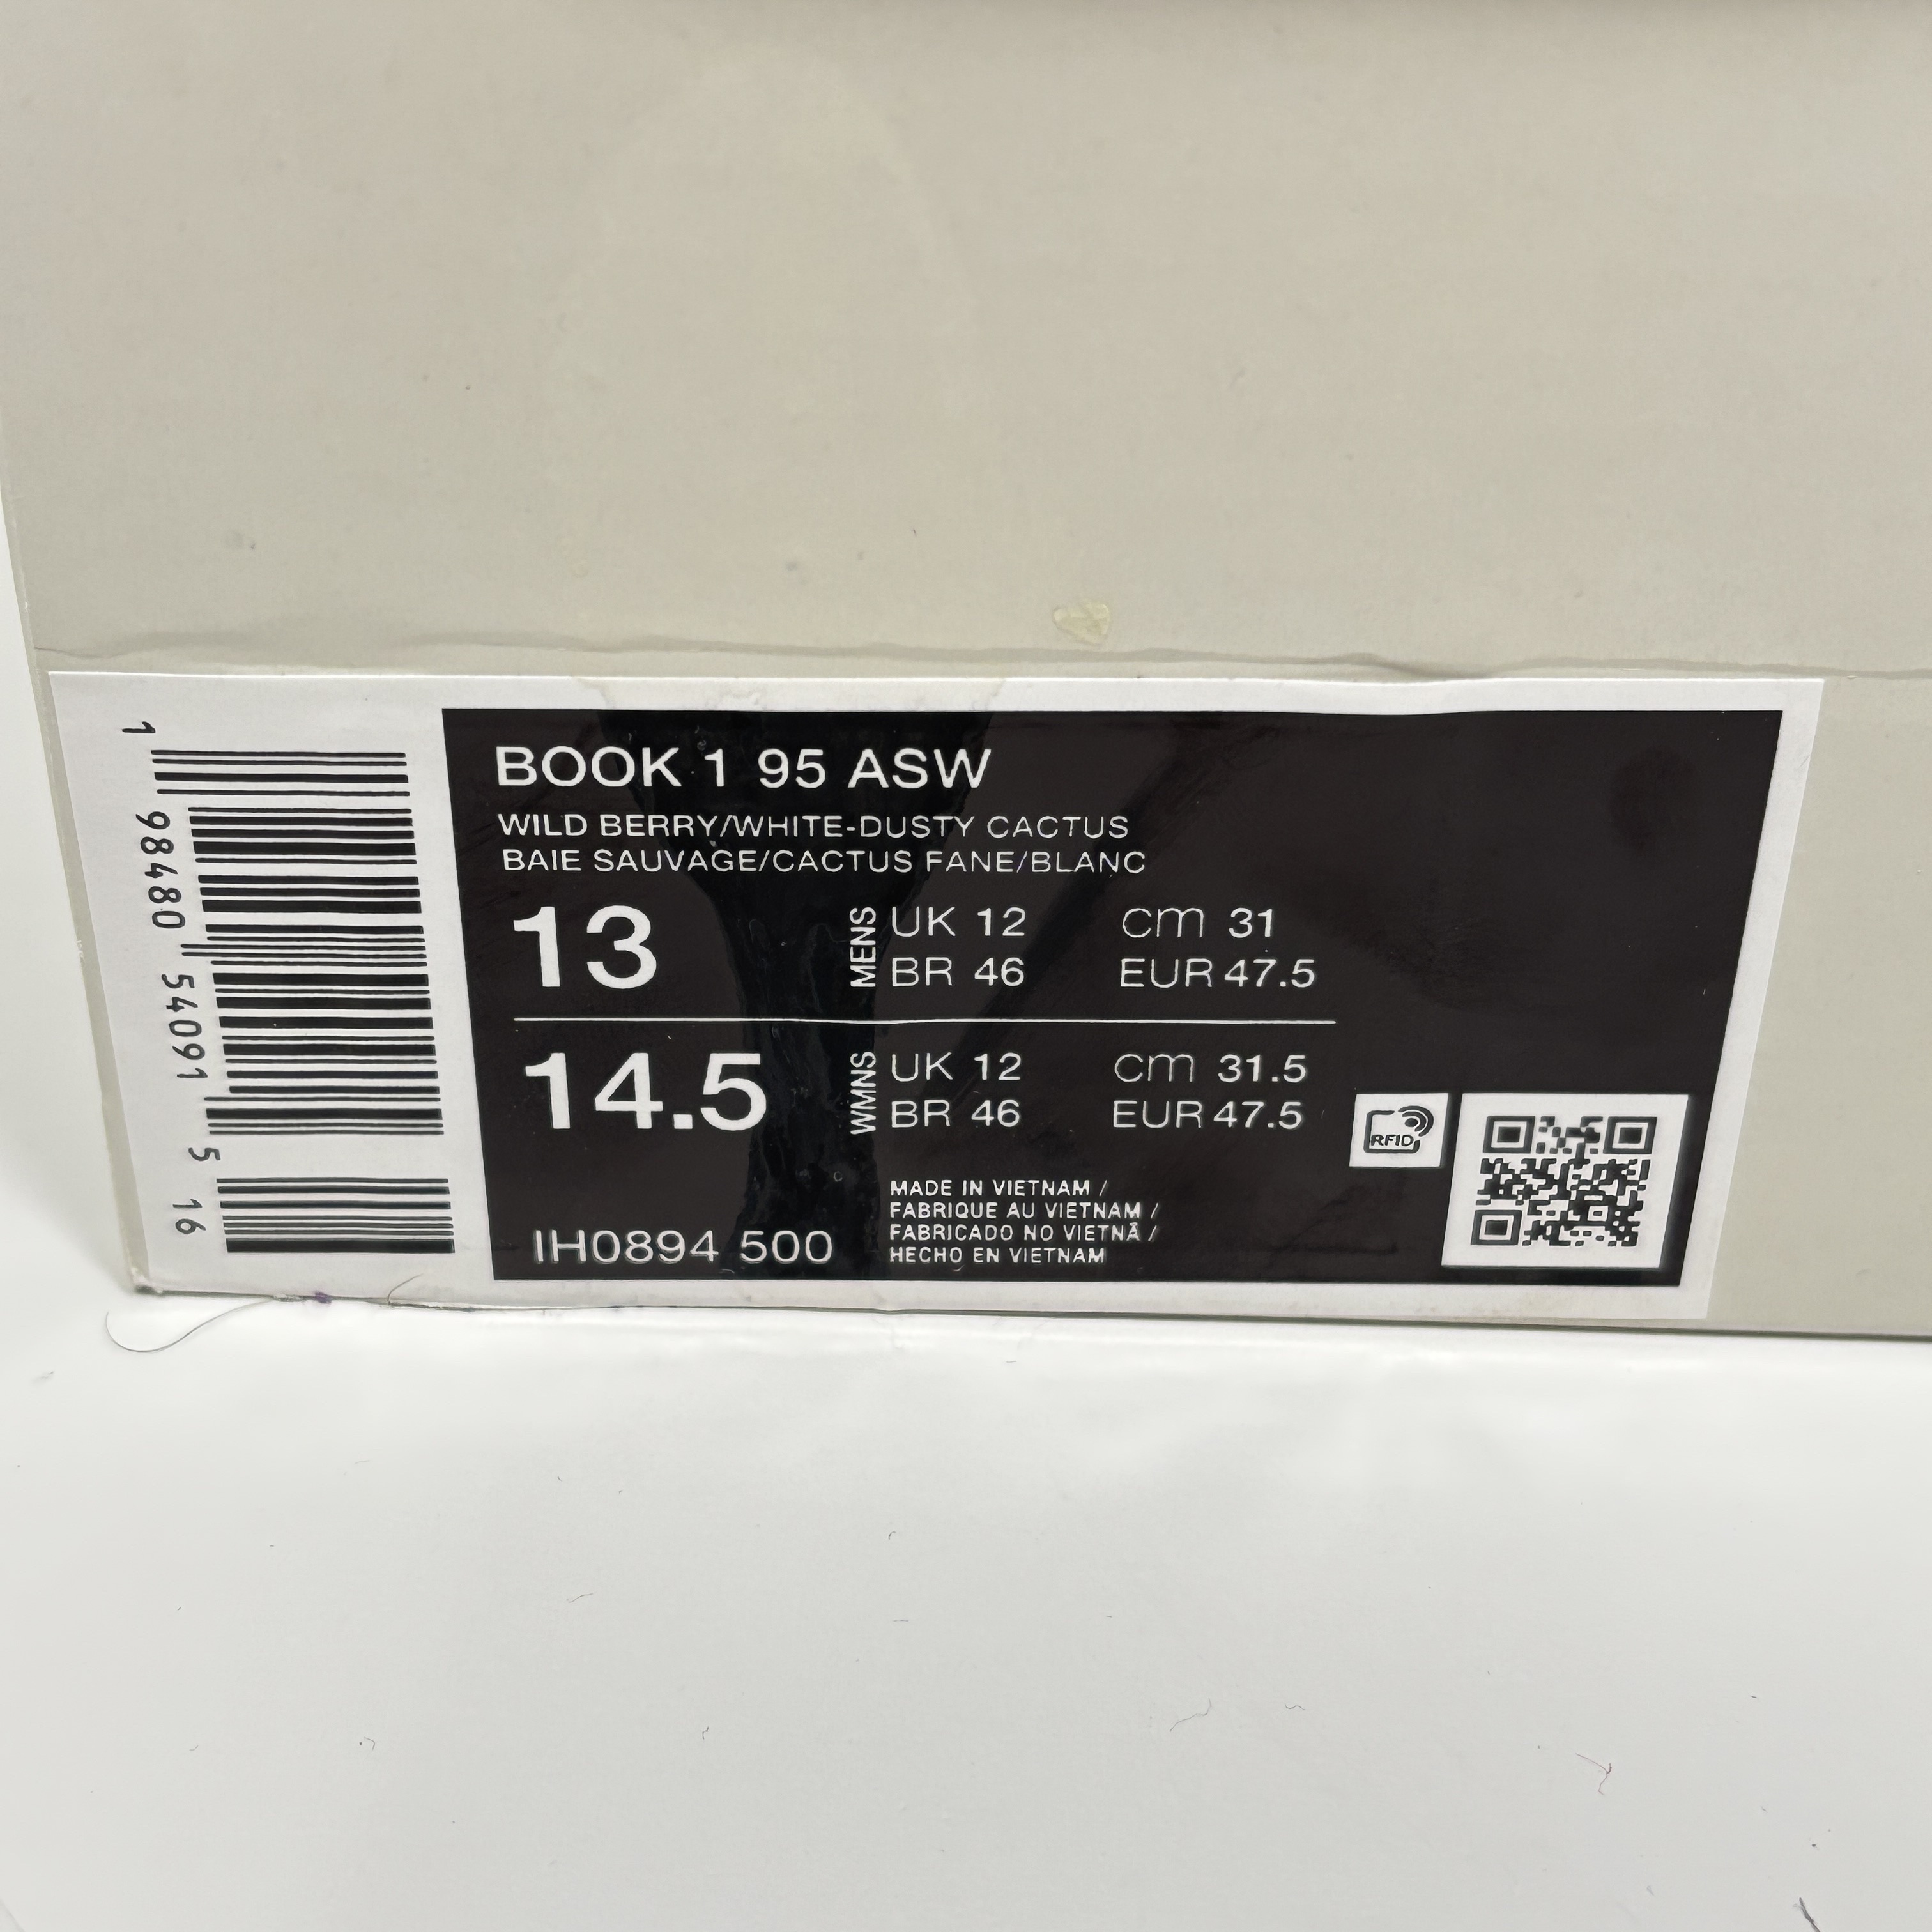 BOOK 1 95 ASW
WILD BERRY/WHITE-DUSTY CACTUS
BAIE SAUVAGE/CACTUS FANE/BLANC
13
MENS
UK 12 cm 31
BR 46 EUR 47.5
14.5
WMNS
UK 12 cm 31.5
BR 46 EUR 47.5
RFID
MADE IN VIETNAM /
FABRIQUE AU VIETNAM /
FABRICADO NO VIETNÃ /
HECHO EN VIETNAM
IH0894 500
1 98480 54091 5 16